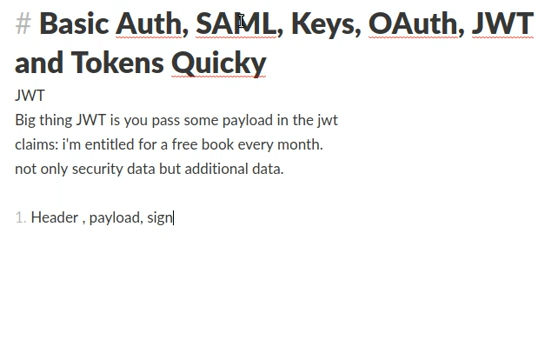 # Basic Auth, SAML, Keys, OAuth, JWT
and Tokens Quicky
JWT
Big thing JWT is you pass some payload in the jwt
claims: i'm entitled for a free book every month.
not only security data but additional data.
1. Header , payload, sign